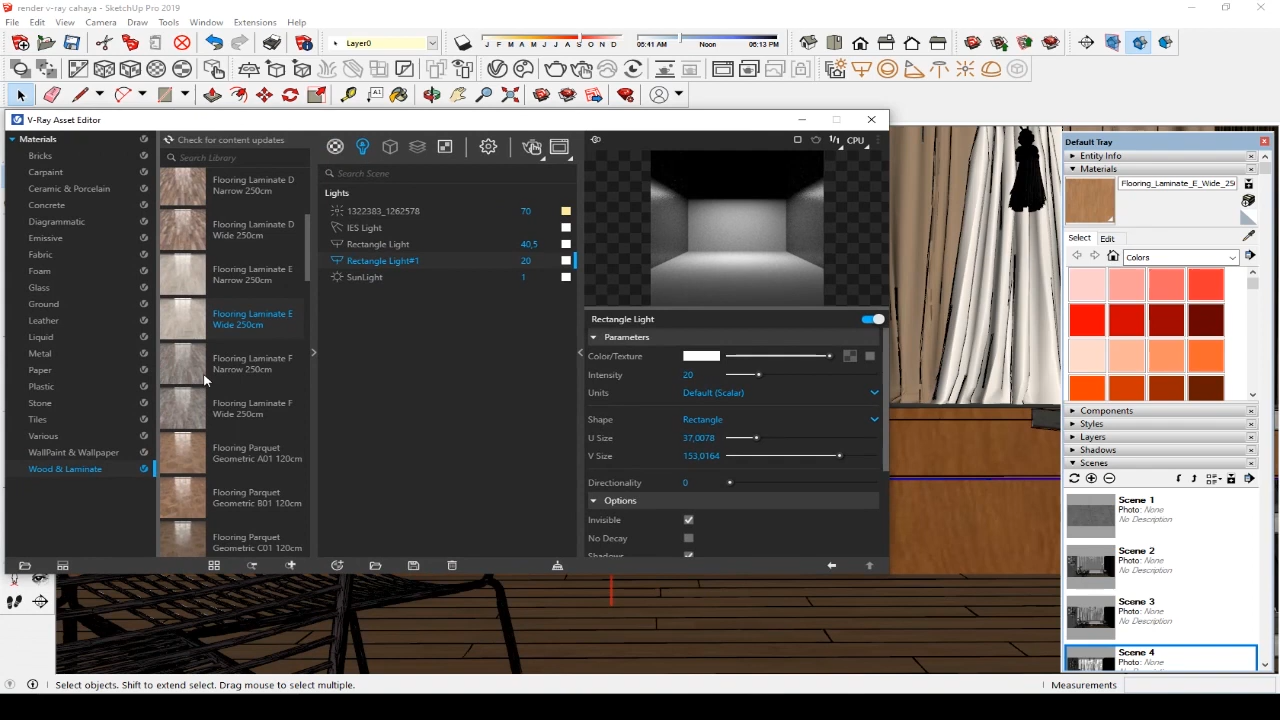 render v-ray cahaya - SketchUp Pro 2019
File Edit View Camera Draw Tools Window Extensions Help
Layer0
J F M A M J J A S O N D
06:41 AM Noon 06:13 PM
V-Ray Asset Editor
Materials
Bricks
Carpaint
Ceramic & Porcelain
Concrete
Diagrammatic
Emissive
Fabric
Foam
Glass
Ground
Leather
Liquid
Metal
Paper
Plastic
Stone
Tiles
Various
WallPaint & Wallpaper
Wood & Laminate
Check for content updates
Search Library
Flooring Laminate D
Narrow 250cm
Flooring Laminate D
Wide 250cm
Flooring Laminate E
Narrow 250cm
Flooring Laminate E
Wide 250cm
Flooring Laminate F
Narrow 250cm
Flooring Laminate F
Wide 250cm
Flooring Parquet
Geometric A01 120cm
Flooring Parquet
Geometric B01 120cm
Flooring Parquet
Geometric C01 120cm
Search Scene
Lights
1322383_1262578 70
IES Light
Rectangle Light 40,5
Rectangle Light#1 20
SunLight 1
1/1 CPU
Rectangle Light
Parameters
Color/Texture
Intensity 20
Units Default (Scalar)
Shape Rectangle
U Size 37,0078
V Size 153,0164
Directionality 0
Options
Invisible
No Decay
Shadows
Default Tray
Entity Info
Materials
Flooring_Laminate_E_Wide_25
Select Edit
Colors
Components
Styles
Layers
Shadows
Scenes
Scene 1
Photo: None
No Description
Scene 2
Photo: None
No Description
Scene 3
Photo: None
No Description
Scene 4
Photo: None
No Description
Select objects. Shift to extend select. Drag mouse to select multiple.
Measurements